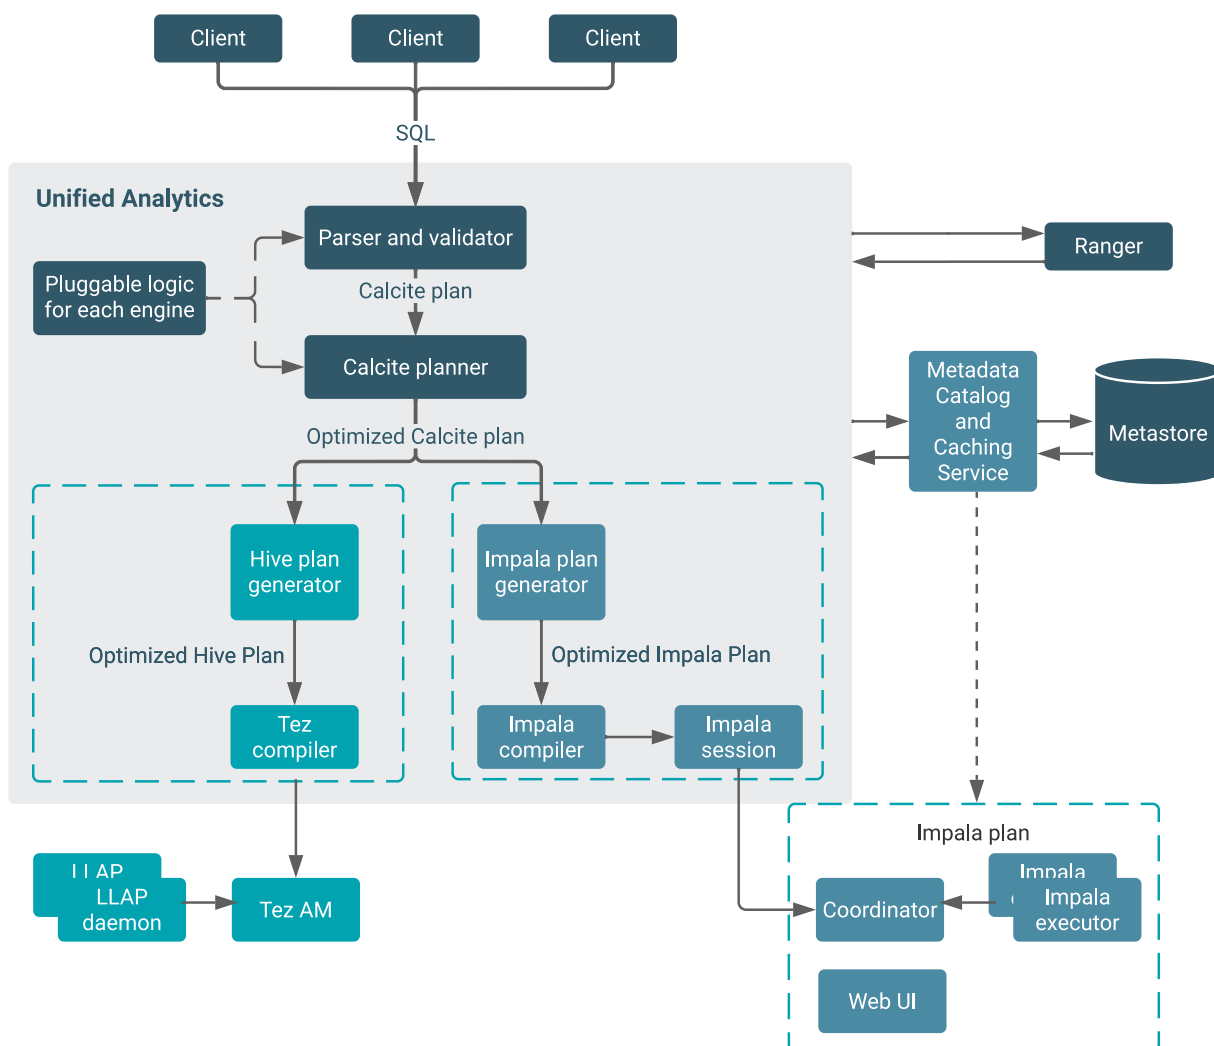 Client
Client
Client
SQL
Unified Analytics
Parser and validator
Ranger
Pluggable logic
for each engine
Calcite plan
Calcite planner
Metadata
Catalog
and
Caching
Service
Metastore
Optimized Calcite plan
Hive plan
generator
Impala plan
generator
Optimized Hive Plan
Optimized Impala Plan
Tez
compiler
Impala
compiler
Impala
session
Impala plan
LLAP
LLAP
daemon
Tez AM
Coordinator
Impala
Impala
executor
Web UI